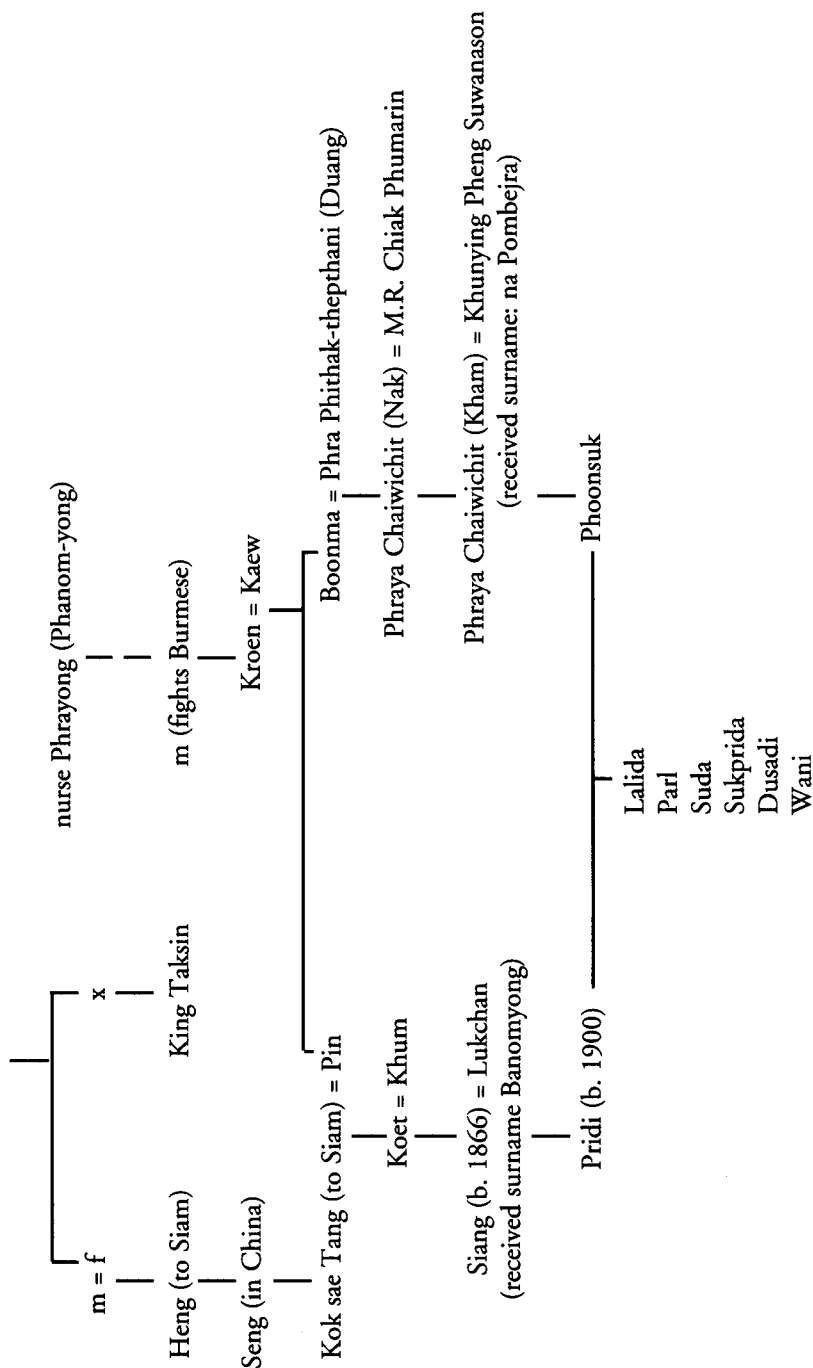 nurse Phrayong (Phanom-yong)
m = f
x
Heng (to Siam)
King Taksin
m (fights Burmese)
Seng (in China)
Kroen = Kaew
Kok sae Tang (to Siam) = Pin
Boonma = Phra Phithak-thepthani (Duang)
Koet = Khum
Phraya Chaiwichit (Nak) = M.R. Chiak Phumarin
Siang (b. 1866) = Lukchan
(received surname Banomyong)
Phraya Chaiwichit (Kham) = Khunying Pheng Suwanason
(received surname: na Pombejra)
Pridi (b. 1900)
Phoonsuk
Lalida
Parl
Suda
Sukprida
Dusadi
Wani